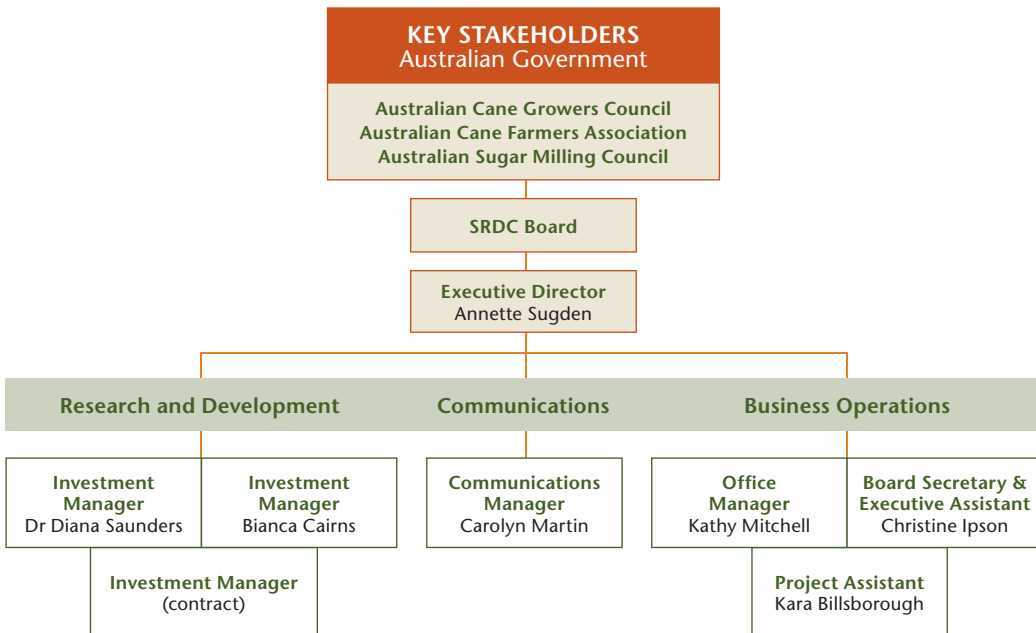 KEY STAKEHOLDERS
Australian Government
Australian Cane Growers Council
Australian Cane Farmers Association
Australian Sugar Milling Council
SRDC Board
Executive Director
Annette Sugden
Research and Development
Communications
Business Operations
Investment
Manager
Dr Diana Saunders
Investment
Manager
Bianca Cairns
Communications
Manager
Carolyn Martin
Office
Manager
Kathy Mitchell
Board Secretary &
Executive Assistant
Christine Ipson
Investment Manager
(contract)
Project Assistant
Kara Billsborough